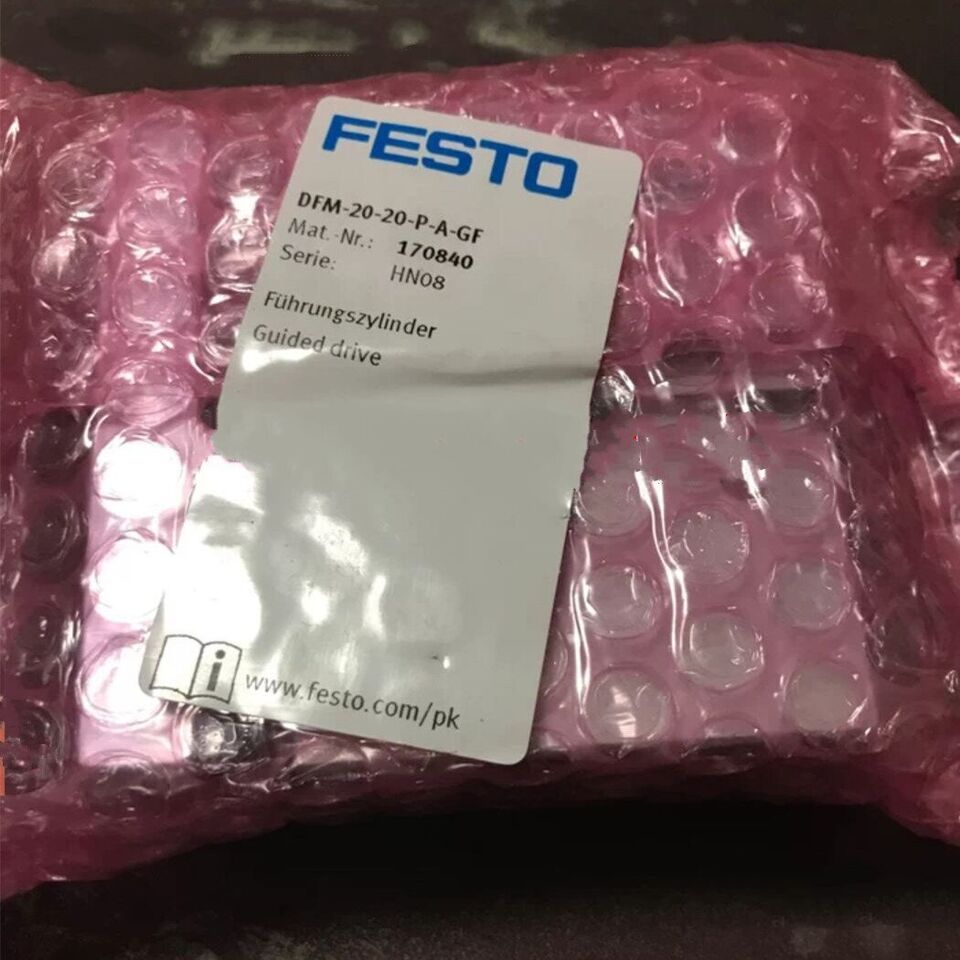 FESTO
DFM-20-20-P-A-GF
Mat.-Nr.: 170840
Serie: HN08
Führungszylinder
Guided drive
i www.festo.com/pk